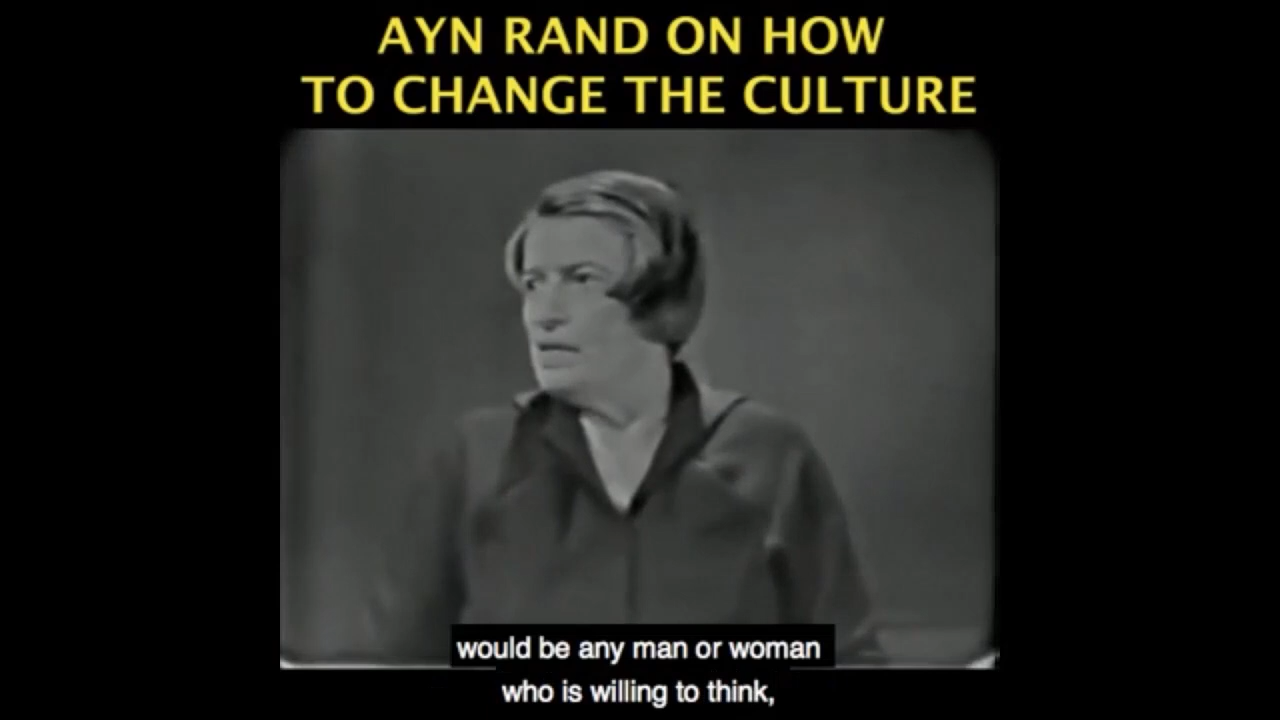 AYN RAND ON HOW
TO CHANGE THE CULTURE
would be any man or woman
who is willing to think,